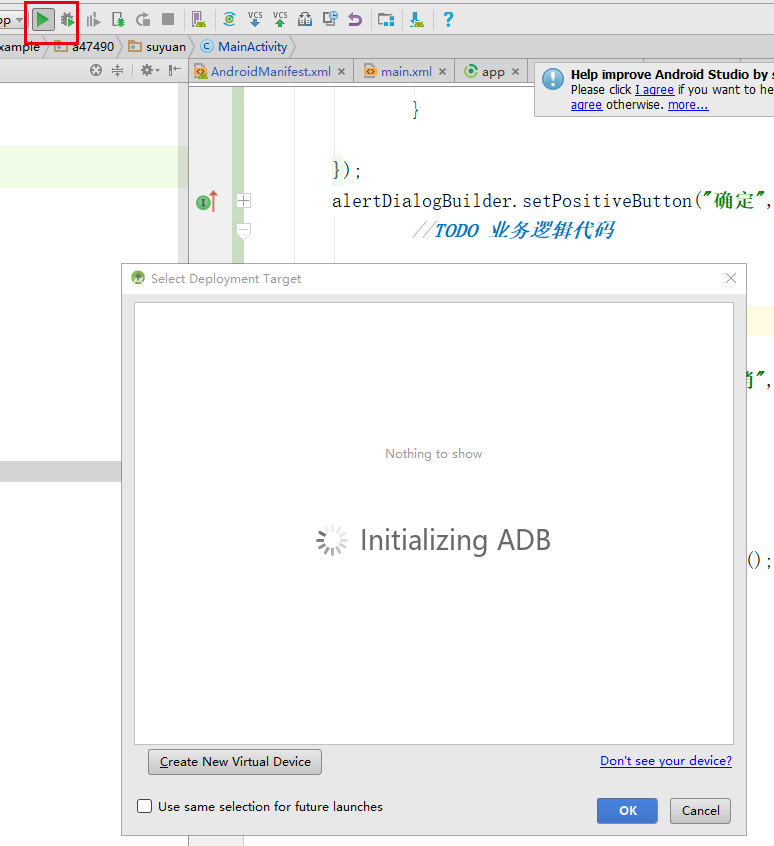 pp
VCS VCS ?
xample a47490 suyuan C MainActivity
AndroidManifest.xml × main.xml × app ×
Help improve Android Studio by s
Please click I agree if you want to he
agree otherwise. more...
}
});
alertDialogBuilder.setPositiveButton("确定",
//TODO 业务逻辑代码
Select Deployment Target
",
Nothing to show
Initializing ADB
();
Create New Virtual Device
Don't see your device?
Use same selection for future launches
OK
Cancel